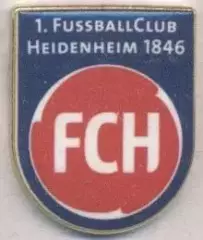 1. FUSSBALLCLUB
HEIDENHEIM 1846
FCH